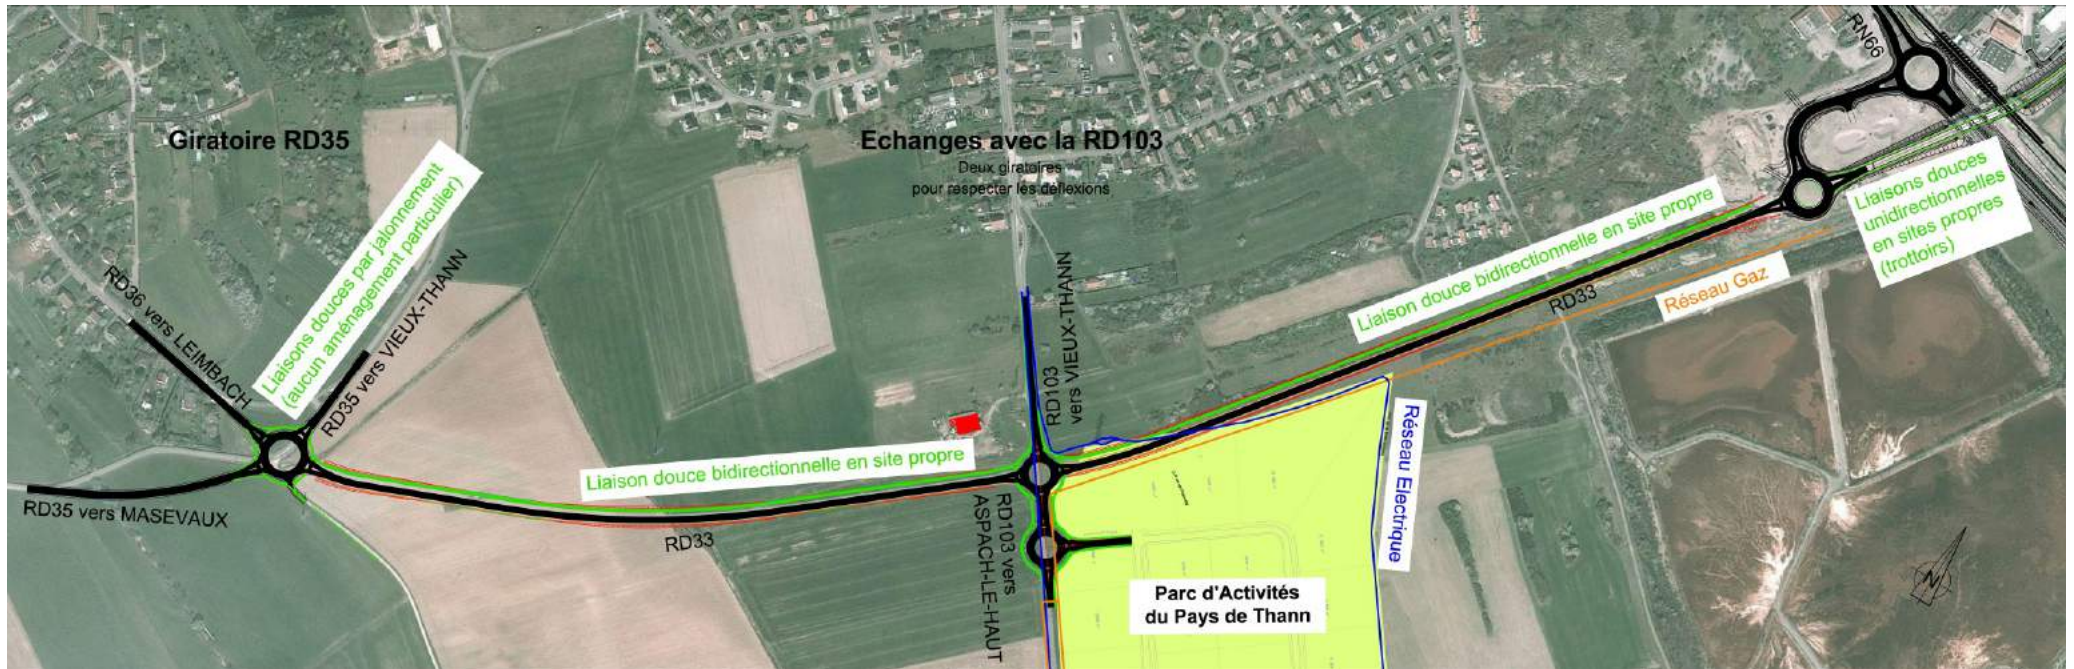 Giratoire RD35
Liaisons douces par jalonnement
(aucun aménagement particulier)
RD36 vers LEIMBACH
RD35 vers VIEUX-THANN
RD35 vers MASEVAUX
Liaison douce bidirectionnelle en site propre
RD33
Echanges avec la RD103
Deux giratoires
pour respecter les déflexions
RD103
vers VIEUX-THANN
RD103 vers
ASPACH-LE-HAUT
Parc d'Activités
du Pays de Thann
Réseau Electrique
Liaison douce bidirectionnelle en site propre
RD33
Réseau Gaz
RN66
Liaisons douces
unidirectionnelles
en sites propres
(trottoirs)
N